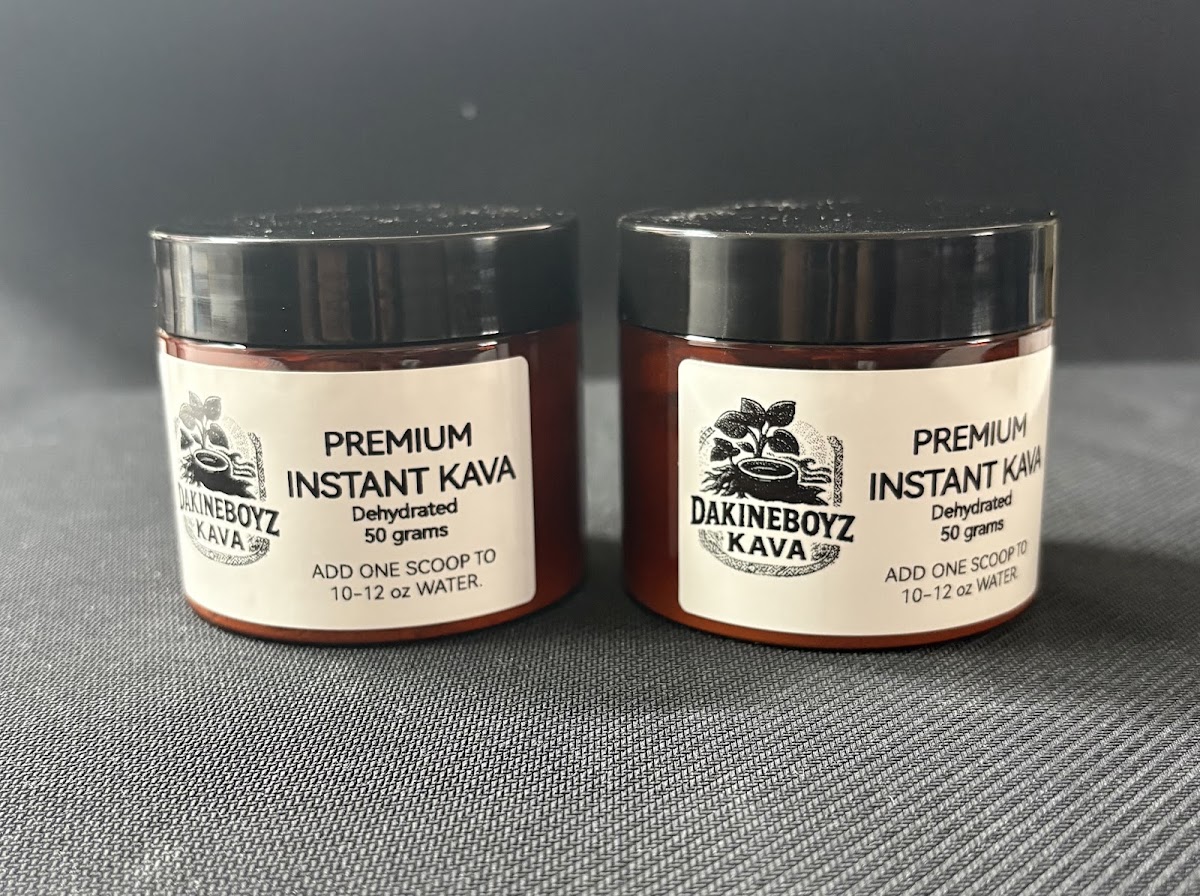 DAKINEBOYZ
KAVA
PREMIUM
INSTANT KAVA
Dehydrated
50 grams
ADD ONE SCOOP TO
10-12 oz WATER.
DAKINEBOYZ
KAVA
PREMIUM
INSTANT KAVA
Dehydrated
50 grams
ADD ONE SCOOP TO
10-12 oz WATER.